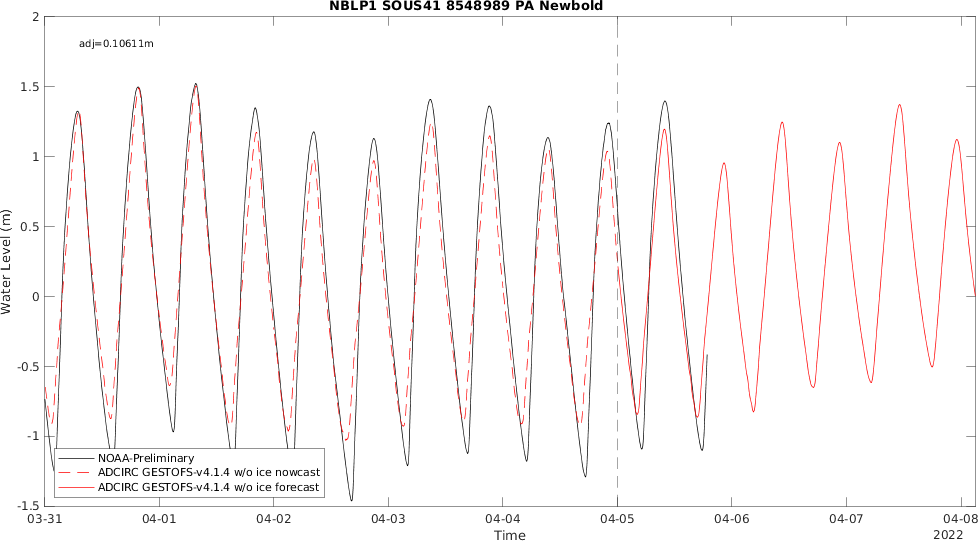 NBLP1 SOUS41 8548989 PA Newbold
adj=0.10611m
2
1.5
1
0.5
0
-0.5
-1
-1.5
Water Level (m)
NOAA-Preliminary
ADCIRC GESTOFS-v4.1.4 w/o ice nowcast
ADCIRC GESTOFS-v4.1.4 w/o ice forecast
03-31 04-01 04-02 04-03 04-04 04-05 04-06 04-07 04-08
Time
2022